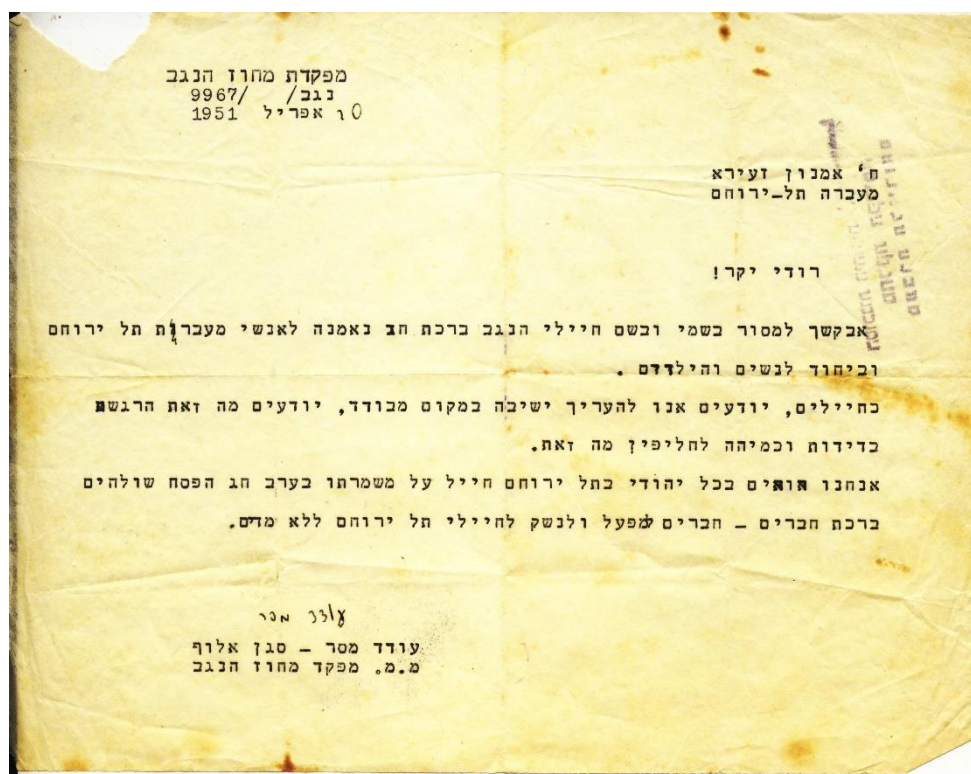 מפקדת מחוז הנגב
נגב/ /9967
10 אפריל 1951
ח' אמנון זעירא
מעברה תל-ירוחם
רודי יקר!
אבקשך למסור בשמי ובשם חיילי הנגב ברכת חג נאמנה לאנשי מעברת תל ירוחם
וביחוד לנשים והילדים .
כחיילים, יודעים אנו להעריך ישיבה במקום מבודד, יודעים מה זאת הרגשת
בדידות וכמיהה לחליפין מה זאת.
אנחנו רואים בכל יהודי בתל ירוחם חייל על משמרתו בערב חג הפסח שולהים
ברכת חברים - חברים למפעל ולנשק לחיילי תל ירוחם ללא מדים.
עודד מסר
עודד מסר - סגן אלוף
מ.מ. מפקד מחוז הנגב